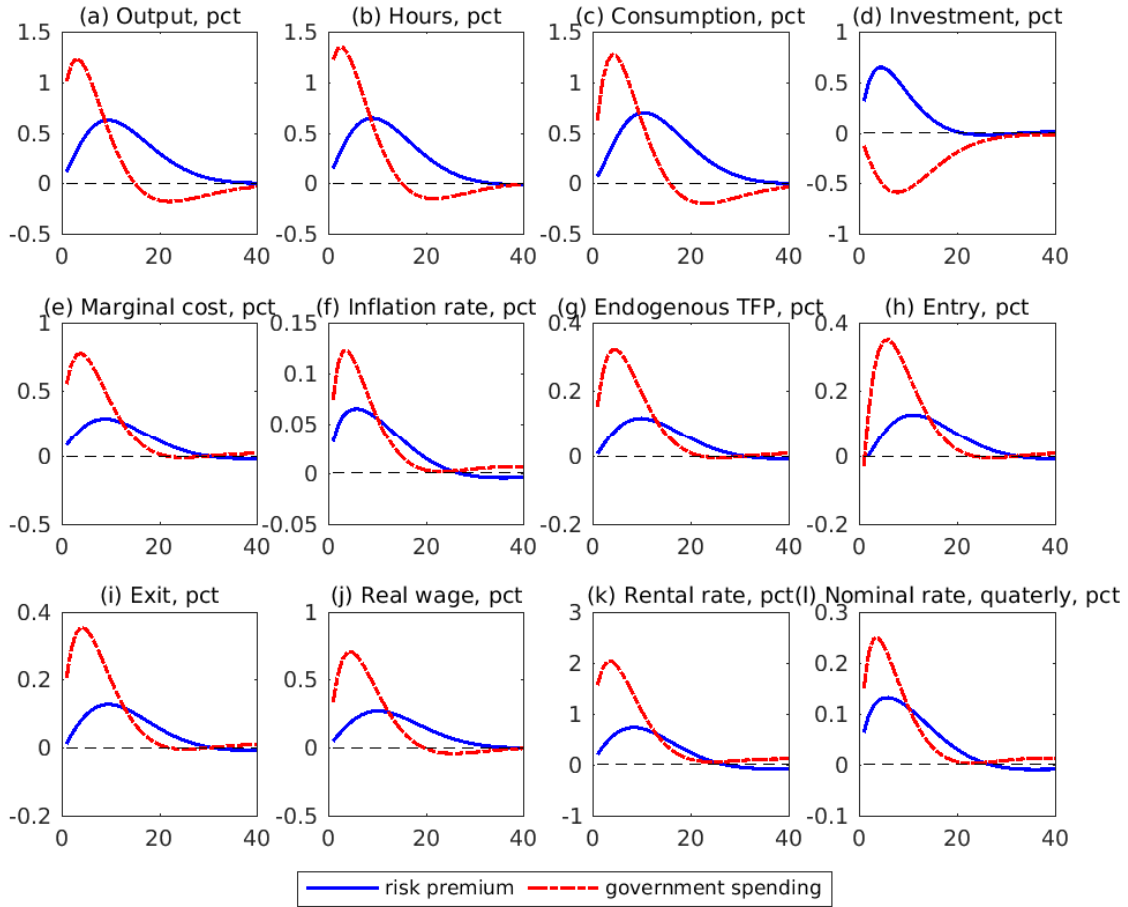 (a) Output, pct
(b) Hours, pct
(c) Consumption, pct
(d) Investment, pct
1.5
1
0.5
0
-0.5
0 20 40
1.5
1
0.5
0
-0.5
0 20 40
1.5
1
0.5
0
-0.5
0 20 40
1
0.5
0
-0.5
-1
0 20 40
(e) Marginal cost, pct
(f) Inflation rate, pct
(g) Endogenous TFP, pct
(h) Entry, pct
1
0.5
0
-0.5
0 20 40
0.15
0.1
0.05
0
-0.05
0 20 40
0.4
0.2
0
-0.2
0 20 40
0.4
0.2
0
-0.2
0 20 40
(i) Exit, pct
(j) Real wage, pct
(k) Rental rate, pct
(l) Nominal rate, quaterly, pct
0.4
0.2
0
-0.2
0 20 40
1
0.5
0
-0.5
0 20 40
3
2
1
0
-1
0 20 40
0.3
0.2
0.1
0
-0.1
0 20 40
risk premium
government spending